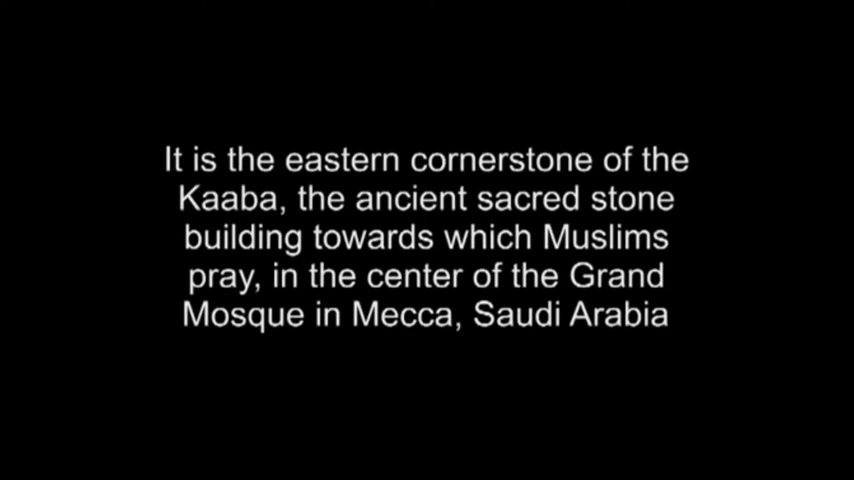 It is the eastern cornerstone of the
Kaaba, the ancient sacred stone
building towards which Muslims
pray, in the center of the Grand
Mosque in Mecca, Saudi Arabia